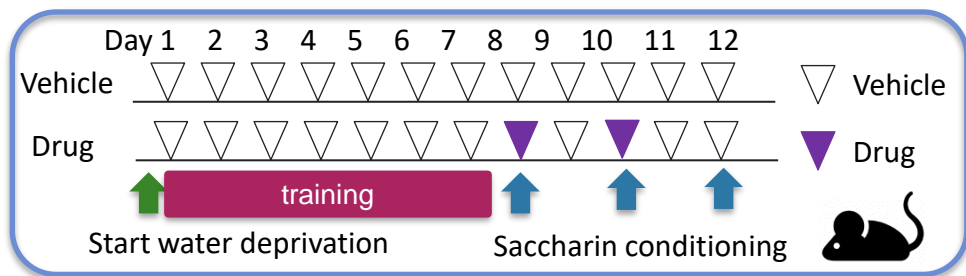 Day 1 2 3 4 5 6 7 8 9 10 11 12
Vehicle
Vehicle
Drug
Drug
training
Start water deprivation
Saccharin conditioning